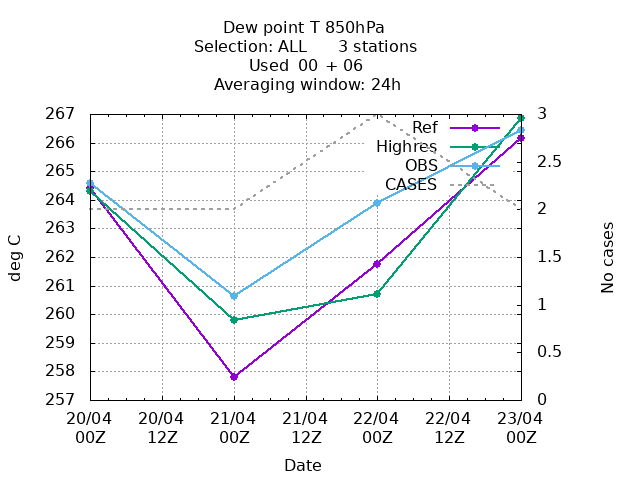 Dew point T 850hPa
Selection: ALL      3 stations
Used  00  + 06
Averaging window: 24h
267
266
265
264
263
262
261
260
259
258
257
deg C
3
2.5
2
1.5
1
0.5
0
No cases
Ref
Highres
OBS
CASES
20/04 20/04 21/04 21/04 22/04 22/04 23/04
00Z 12Z 00Z 12Z 00Z 12Z 00Z
Date